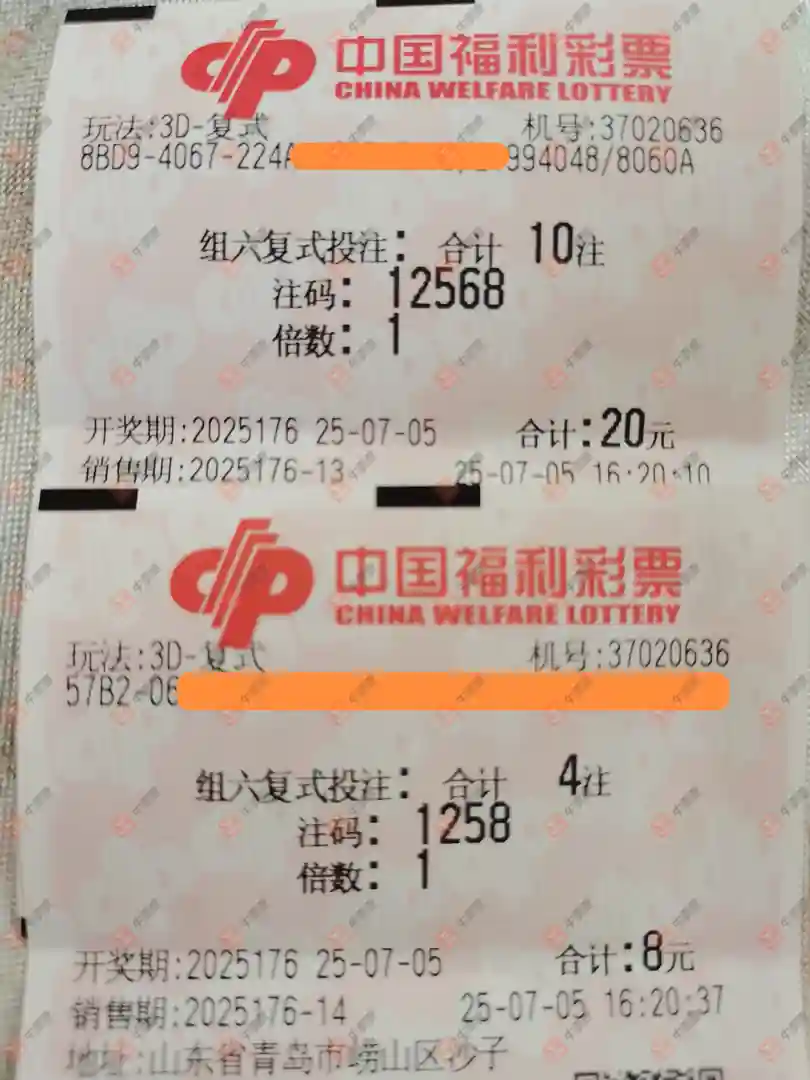 中国福利彩票
CHINA WELFARE LOTTERY
玩法:3D-复式 机号:37020636
8BD9-4067-224A 994048/8060A
组六复式投注: 合计 10注
注码: 12568
倍数: 1
开奖期:2025176 25-07-05 合计:20元
销售期:2025176-13 25-07-05 16:20:10
中国福利彩票
CHINA WELFARE LOTTERY
玩法:3D-复式 机号:37020636
57B2-06
组六复式投注: 合计 4注
注码: 1258
倍数: 1
开奖期:2025176 25-07-05 合计:8元
销售期:2025176-14 25-07-05 16:20:37
地址:山东省青岛市崂山区沙子